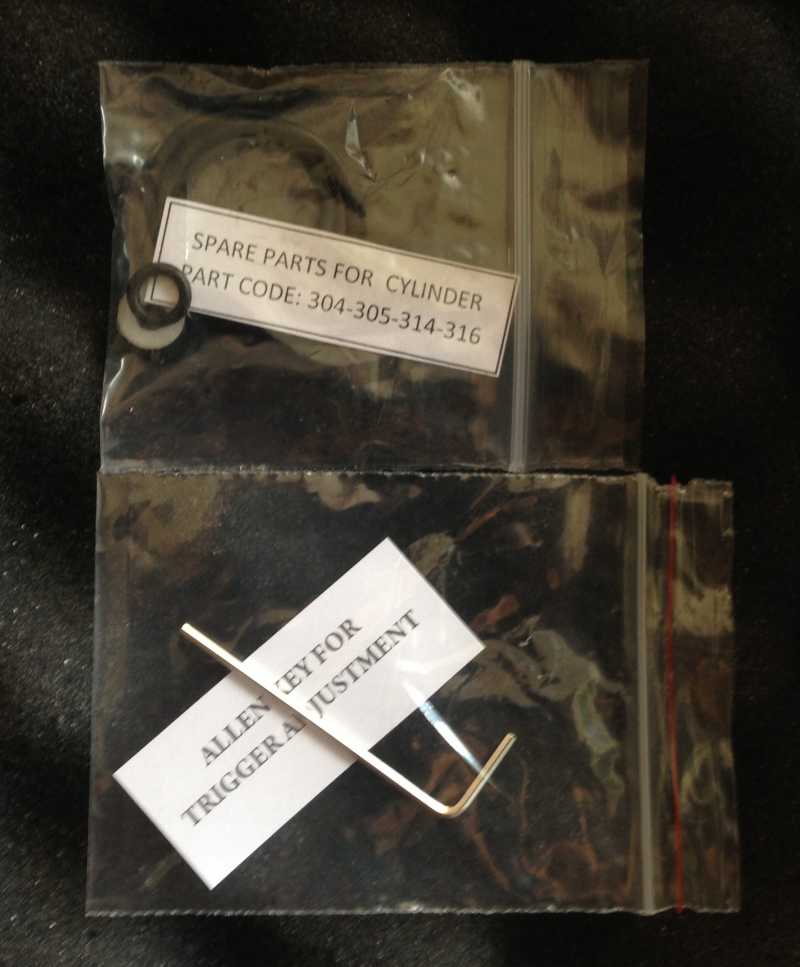 SPARE PARTS FOR CYLINDER
PART CODE: 304-305-314-316
ALLEN KEY FOR
TRIGGER ADJUSTMENT